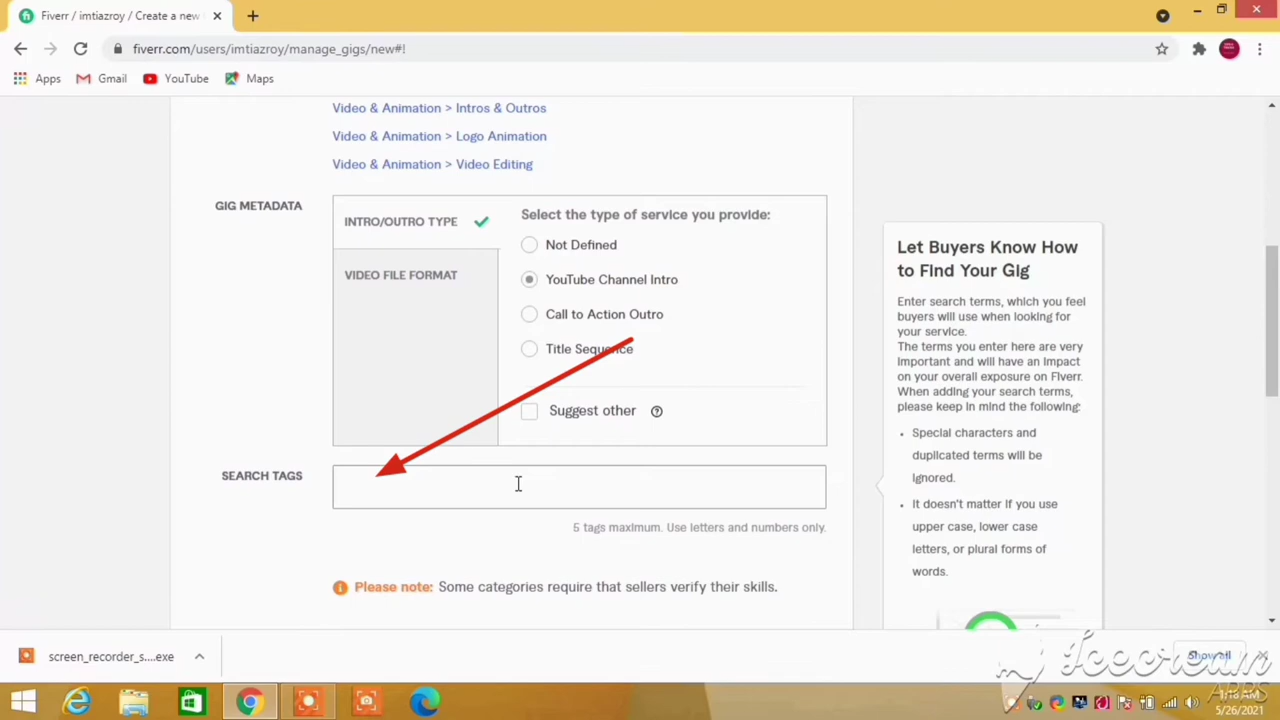 Fiverr / imtiazroy / Create a new
fiverr.com/users/imtiazroy/manage_gigs/new#!
Apps
Gmail
YouTube
Maps
Video & Animation > Intros & Outros
Video & Animation > Logo Animation
Video & Animation > Video Editing
GIG METADATA
INTRO/OUTRO TYPE
VIDEO FILE FORMAT
Select the type of service you provide:
Not Defined
YouTube Channel Intro
Call to Action Outro
Title Sequence
Suggest other
SEARCH TAGS
5 tags maximum. Use letters and numbers only.
Please note: Some categories require that sellers verify their skills.
Let Buyers Know How
to Find Your Gig
Enter search terms, which you feel
buyers will use when looking for
your service.
The terms you enter here are very
important and will have an impact
on your overall exposure on Fiverr.
When adding your search terms,
please keep in mind the following:
• Special characters and
duplicated terms will be
ignored.
• It doesn't matter if you use
upper case, lower case
letters, or plural forms of
words.
screen_recorder_s....exe
Show all
Icecream
APPS
1:18 AM
5/26/2021